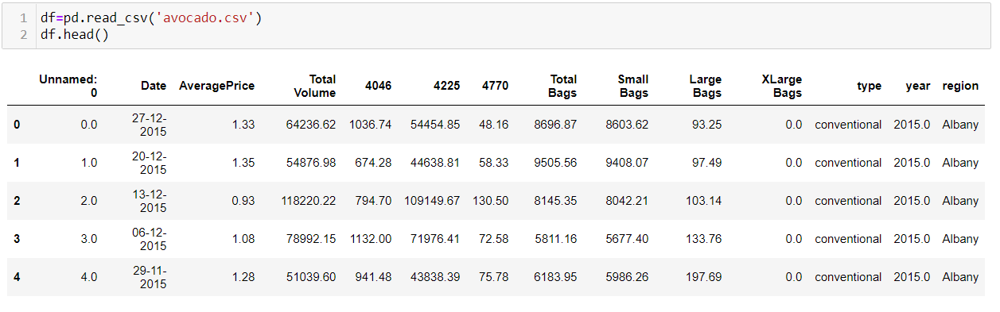 1 df=pd.read_csv('avocado.csv')
2 df.head()
Unnamed: 0 Date AveragePrice Total Volume 4046 4225 4770 Total Bags Small Bags Large Bags XLarge Bags type year region
0 0.0 27-12-2015 1.33 64236.62 1036.74 54454.85 48.16 8696.87 8603.62 93.25 0.0 conventional 2015.0 Albany
1 1.0 20-12-2015 1.35 54876.98 674.28 44638.81 58.33 9505.56 9408.07 97.49 0.0 conventional 2015.0 Albany
2 2.0 13-12-2015 0.93 118220.22 794.70 109149.67 130.50 8145.35 8042.21 103.14 0.0 conventional 2015.0 Albany
3 3.0 06-12-2015 1.08 78992.15 1132.00 71976.41 72.58 5811.16 5677.40 133.76 0.0 conventional 2015.0 Albany
4 4.0 29-11-2015 1.28 51039.60 941.48 43838.39 75.78 6183.95 5986.26 197.69 0.0 conventional 2015.0 Albany